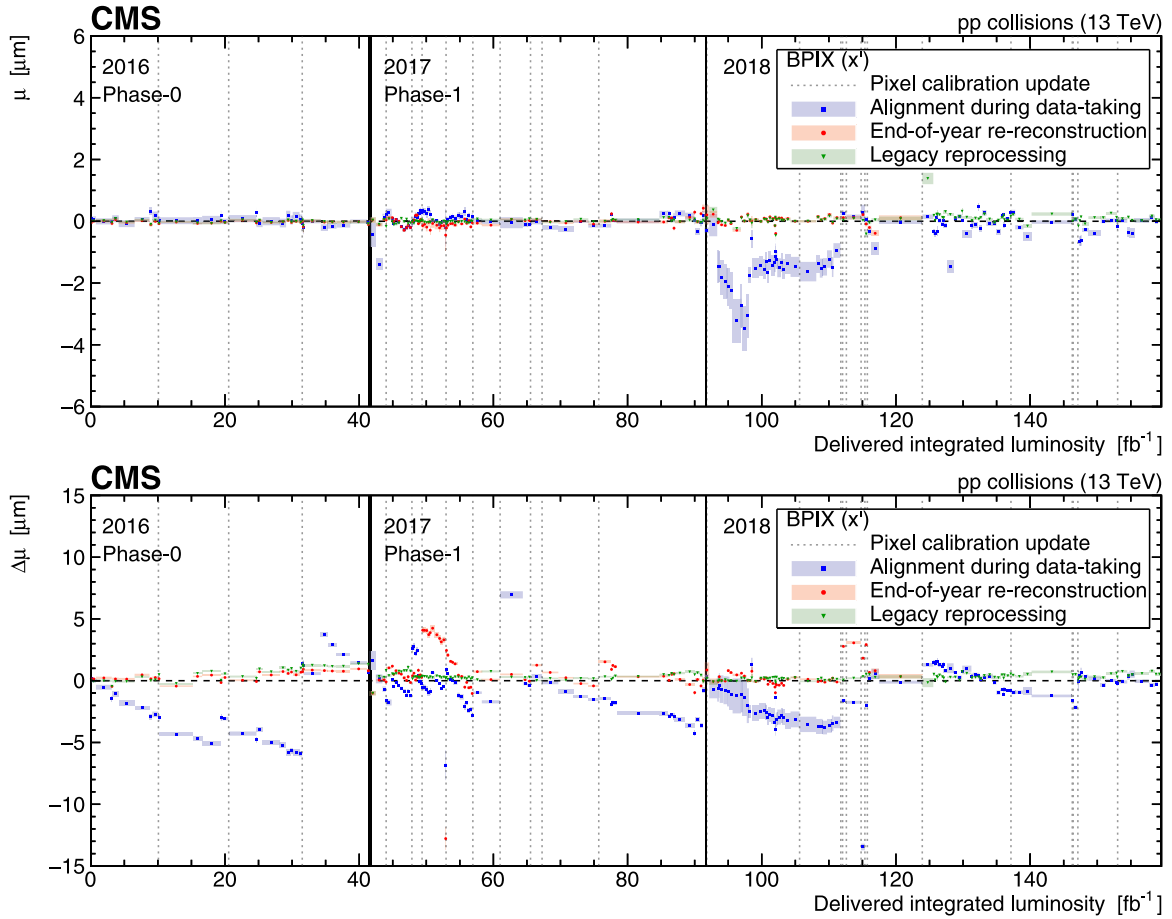 CMS
pp collisions (13 TeV)
μ [μm]
6
4
2
0
−2
−4
−6
2016
Phase-0
2017
Phase-1
2018
BPIX (x')
Pixel calibration update
Alignment during data-taking
End-of-year re-reconstruction
Legacy reprocessing
0 20 40 60 80 100 120 140
Delivered integrated luminosity [fb⁻¹]
CMS
pp collisions (13 TeV)
Δμ [μm]
15
10
5
0
−5
−10
−15
2016
Phase-0
2017
Phase-1
2018
BPIX (x')
Pixel calibration update
Alignment during data-taking
End-of-year re-reconstruction
Legacy reprocessing
0 20 40 60 80 100 120 140
Delivered integrated luminosity [fb⁻¹]